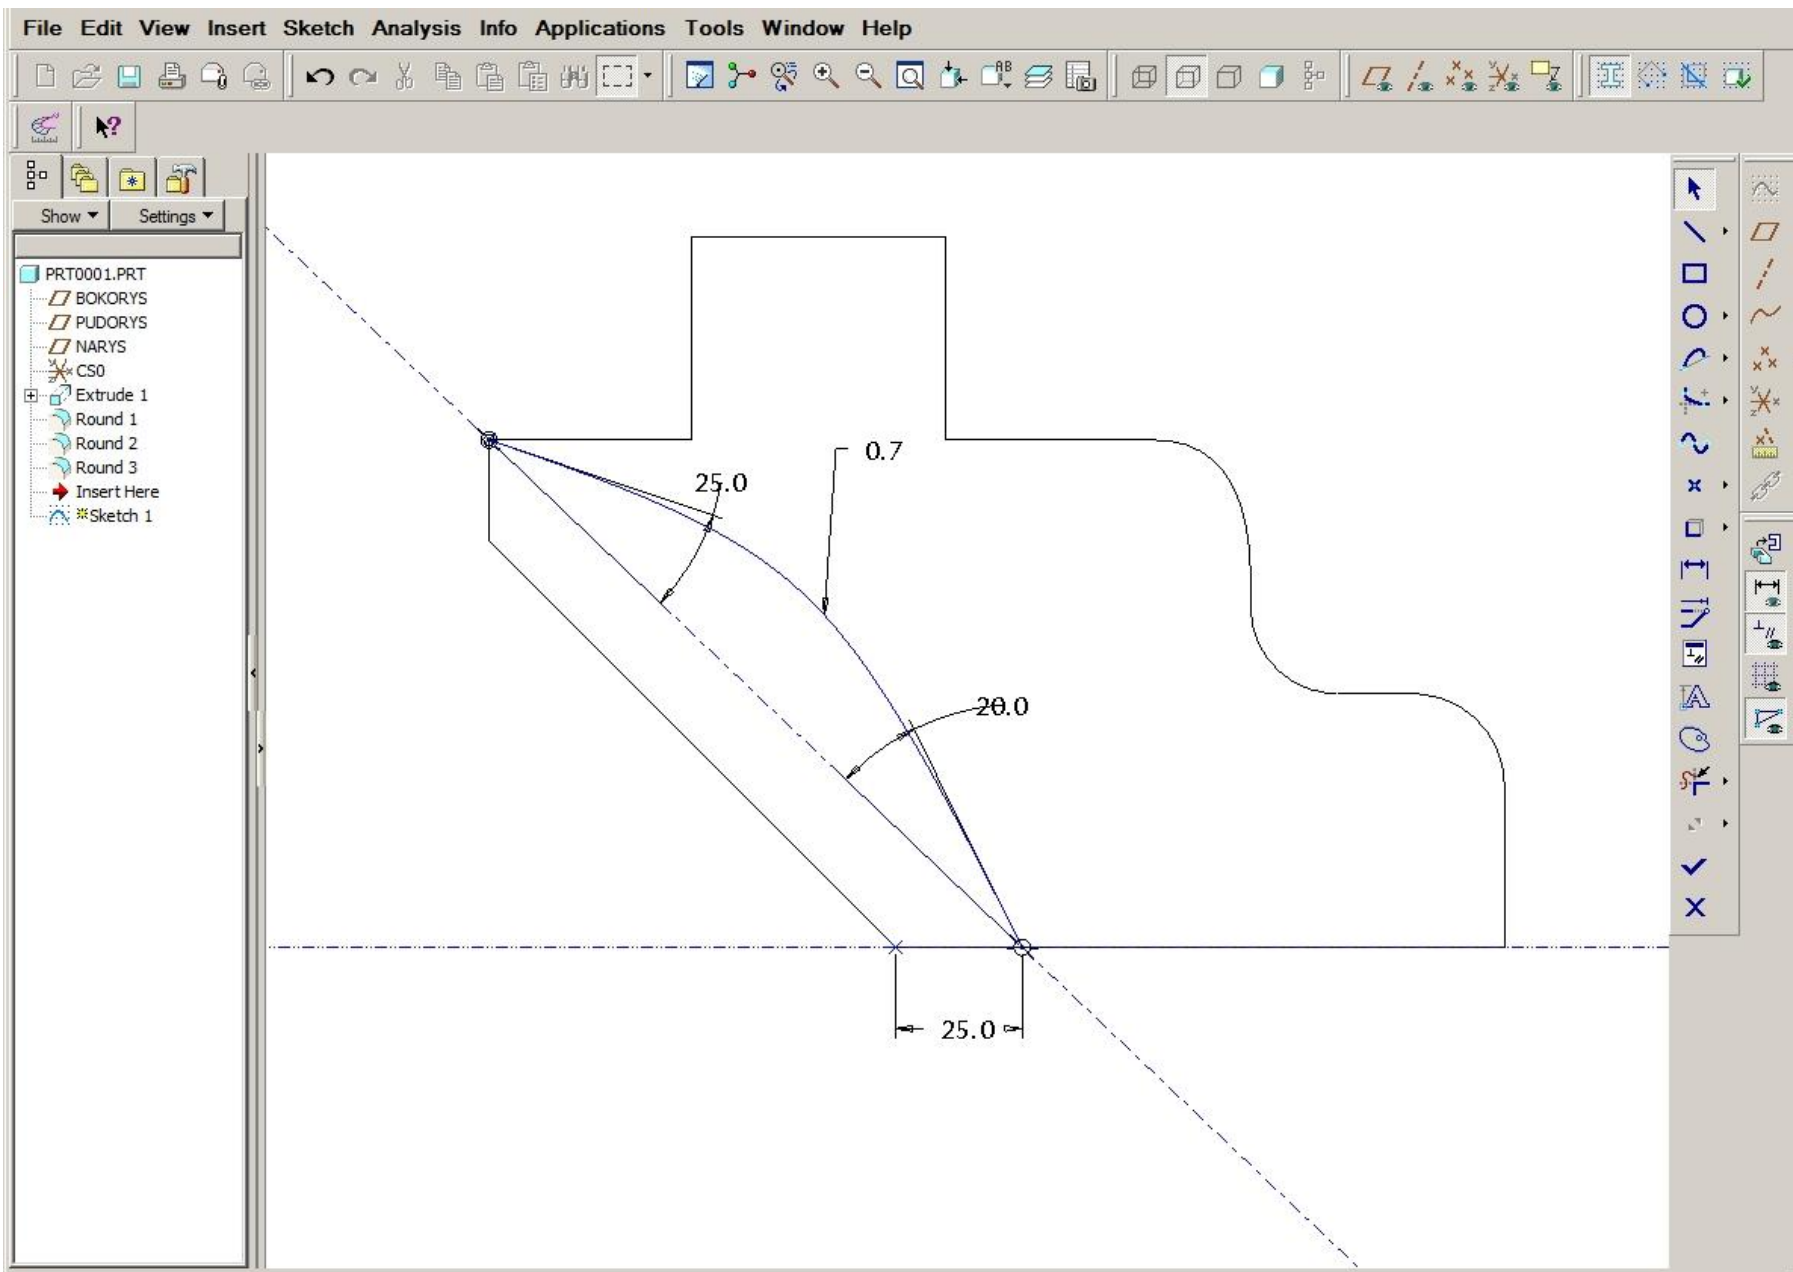 File Edit View Insert Sketch Analysis Info Applications Tools Window Help
Show Settings
PRT0001.PRT
BOKORYS
PUDORYS
NARYS
CS0
Extrude 1
Round 1
Round 2
Round 3
Insert Here
Sketch 1
0.7
25.0
20.0
25.0